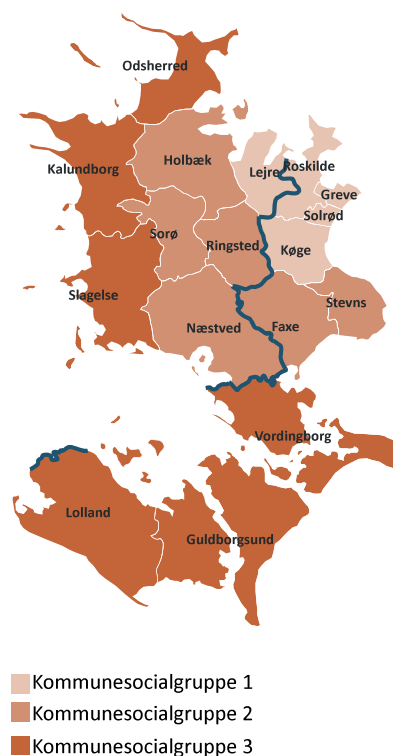 Odsherred
Holbæk
Kalundborg
Lejre
Roskilde
Greve
Solrød
Sorø
Ringsted
Køge
Slagelse
Stevns
Næstved
Faxe
Vordingborg
Lolland
Guldborgsund
Kommunesocialgruppe 1
Kommunesocialgruppe 2
Kommunesocialgruppe 3